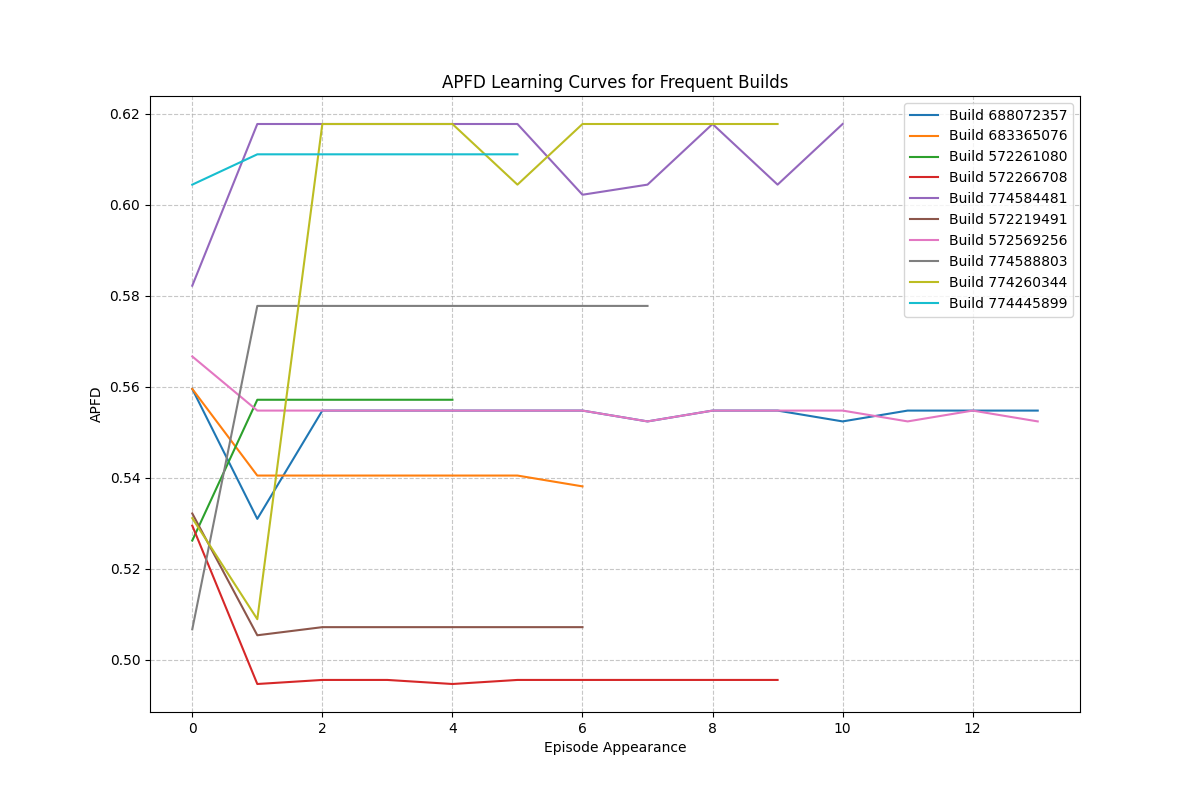 APFD Learning Curves for Frequent Builds
0.62
0.60
0.58
0.56
0.54
0.52
0.50
APFD
Build 688072357
Build 683365076
Build 572261080
Build 572266708
Build 774584481
Build 572219491
Build 572569256
Build 774588803
Build 774260344
Build 774445899
0 2 4 6 8 10 12
Episode Appearance